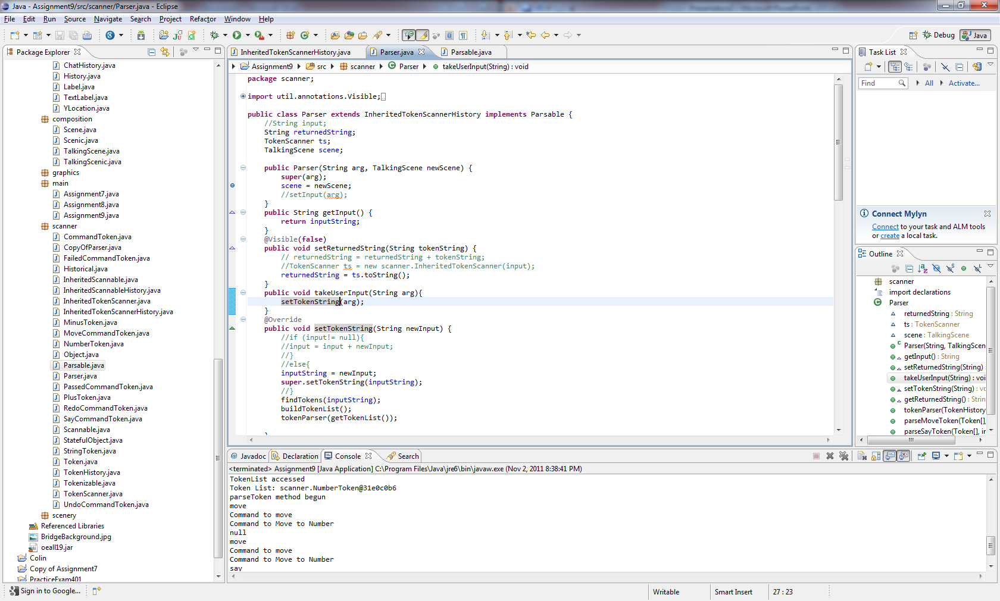 Java - Assignment9/src/scanner/Parser.java - Eclipse
File Edit Run Source Navigate Search Project Refactor Window Help
Debug Java
Package Explorer
ChatHistory.java
History.java
Label.java
TextLabel.java
YLocation.java
composition
Scene.java
Scenic.java
TalkingScene.java
TalkingScenic.java
graphics
main
Assignment7.java
Assignment8.java
Assignment9.java
scanner
CommandToken.java
CopyOfParser.java
FailedCommandToken.java
Historical.java
InheritedScannable.java
InheritedScannableHistory.java
InheritedTokenScanner.java
InheritedTokenScannerHistory.java
MinusToken.java
MoveCommandToken.java
NumberToken.java
Object.java
Parsable.java
Parser.java
PassedCommandToken.java
PlusToken.java
RedoCommandToken.java
SayCommandToken.java
Scannable.java
StatefulObject.java
StringToken.java
Token.java
TokenHistory.java
Tokenizable.java
TokenScanner.java
UndoCommandToken.java
scenery
Referenced Libraries
BridgeBackground.jpg
oeall19.jar
Colin
Copy of Assignment7
PracticeExam401
InheritedTokenScannerHistory.java Parser.java Parsable.java
Assignment9 src scanner Parser takeUserInput(String) : void
package scanner;
import util.annotations.Visible;
public class Parser extends InheritedTokenScannerHistory implements Parsable {
//String input;
String returnedString;
TokenScanner ts;
TalkingScene scene;
public Parser(String arg, TalkingScene newScene) {
super(arg);
scene = newScene;
//setInput(arg);
}
public String getInput() {
return inputString;
}
@Visible(false)
public void setReturnedString(String tokenString) {
// returnedString = returnedString + tokenString;
//TokenScanner ts = new scanner.InheritedTokenScanner(input);
returnedString = ts.toString();
}
public void takeUserInput(String arg){
setTokenString(arg);
}
@Override
public void setTokenString(String newInput) {
//if (input!= null){
//input = input + newInput;
//}
//else{
inputString = newInput;
super.setTokenString(inputString);
//}
findTokens(inputString);
buildTokenList();
tokenParser(getTokenList());
}
Task List
Find All Activate...
Connect Mylyn
Connect to your task and ALM tools
or create a local task.
Outline
scanner
import declarations
Parser
returnedString : String
ts : TokenScanner
scene : TalkingScene
Parser(String, TalkingScen
getInput() : String
setReturnedString(String) :
takeUserInput(String) : voi
setTokenString(String) : vo
getReturnedString() : Strin
tokenParser(TokenHistory
parseMoveToken(Token[],
parseSayToken(Token[], in
@ Javadoc Declaration Console Search
<terminated> Assignment9 [Java Application] C:\Program Files\Java\jre6\bin\javaw.exe (Nov 2, 2011 8:38:41 PM)
TokenList accessed
Token List: scanner.NumberToken@31e0c0b6
parseToken method begun
move
Command to move
Command to Move to Number
null
move
Command to move
Command to Move to Number
say
Sign in to Google...
Writable Smart Insert 27 : 23